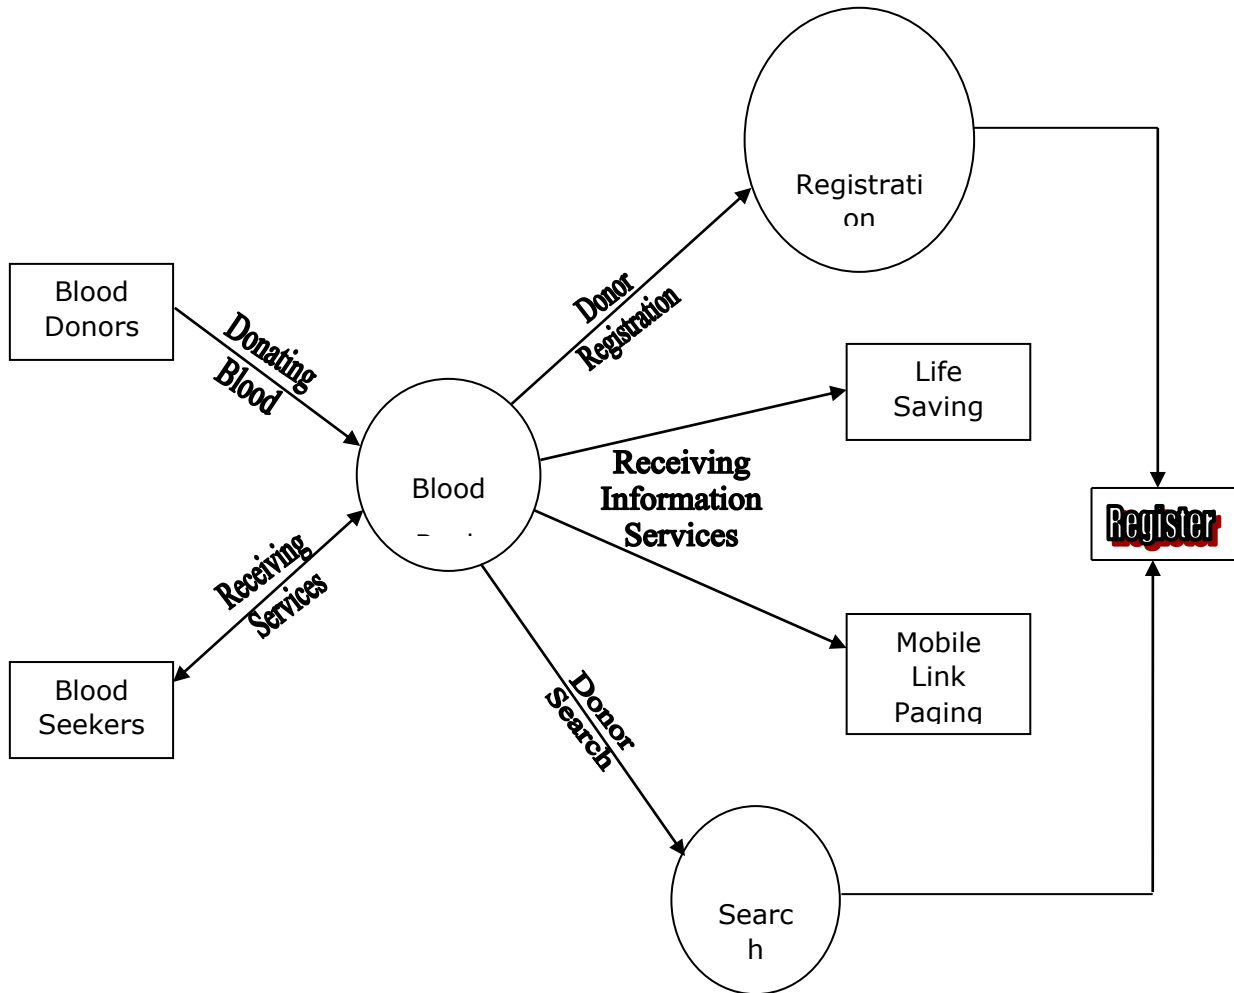 Registrati
on
Blood
Donors
Donating
Blood
Donor
Registration
Life
Saving
Blood
Receiving
Information
Services
Register
Receiving
Services
Blood
Seekers
Mobile
Link
Paging
Donor
Search
Searc
h